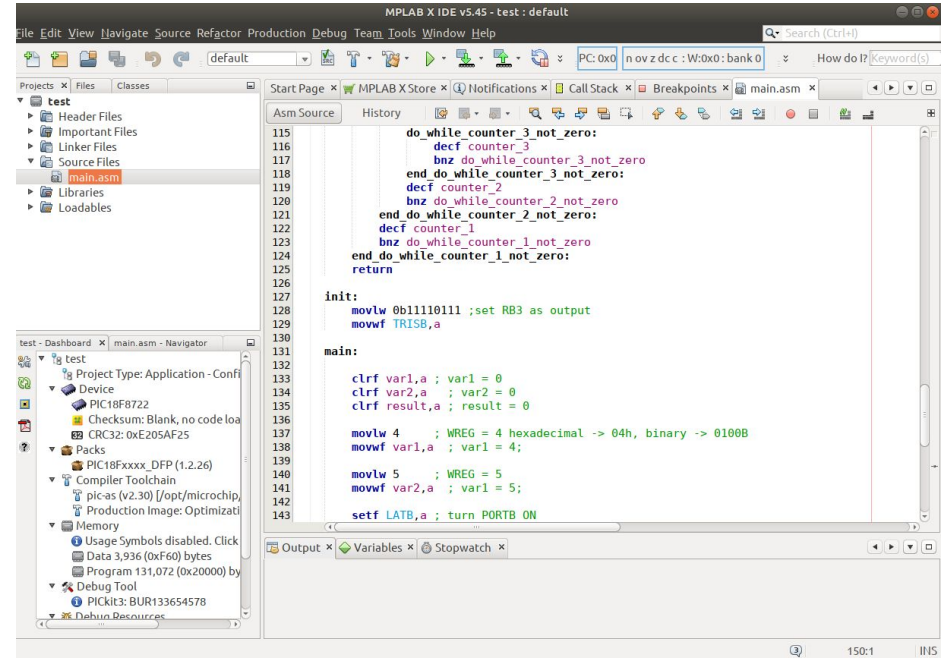 MPLAB X IDE v5.45 - test : default
File Edit View Navigate Source Refactor Production Debug Team Tools Window Help
Search (Ctrl+I)
default
PC: 0x0
n ov z dc c : W:0x0 : bank 0
How do I?
Keyword(s)
Projects
Files
Classes
test
Header Files
Important Files
Linker Files
Source Files
main.asm
Libraries
Loadables
test - Dashboard
main.asm - Navigator
test
Project Type: Application - Confi
Device
PIC18F8722
Checksum: Blank, no code loa
CRC32: 0xE205AF25
Packs
PIC18Fxxxx_DFP (1.2.26)
Compiler Toolchain
pic-as (v2.30) [/opt/microchip,
Production Image: Optimizati
Memory
Usage Symbols disabled. Click
Data 3,936 (0xF60) bytes
Program 131,072 (0x20000) by
Debug Tool
PICkit3: BUR133654578
Debug Resources
Start Page
MPLAB X Store
Notifications
Call Stack
Breakpoints
main.asm
Asm Source
History
115 do_while_counter_3_not_zero:
116 decf counter_3
117 bnz do_while_counter_3_not_zero
118 end_do_while_counter_3_not_zero:
119 decf counter_2
120 bnz do_while_counter_2_not_zero
121 end_do_while_counter_2_not_zero:
122 decf counter_1
123 bnz do_while_counter_1_not_zero
124 end_do_while_counter_1_not_zero:
125 return
126
127 init:
128 movlw 0b11110111 ;set RB3 as output
129 movwf TRISB,a
130
131 main:
132
133 clrf var1,a ; var1 = 0
134 clrf var2,a ; var2 = 0
135 clrf result,a ; result = 0
136
137 movlw 4 ; WREG = 4 hexadecimal -> 04h, binary -> 0100B
138 movwf var1,a ; var1 = 4;
139
140 movlw 5 ; WREG = 5
141 movwf var2,a ; var1 = 5;
142
143 setf LATB,a ; turn PORTB ON
Output
Variables
Stopwatch
3
150:1
INS